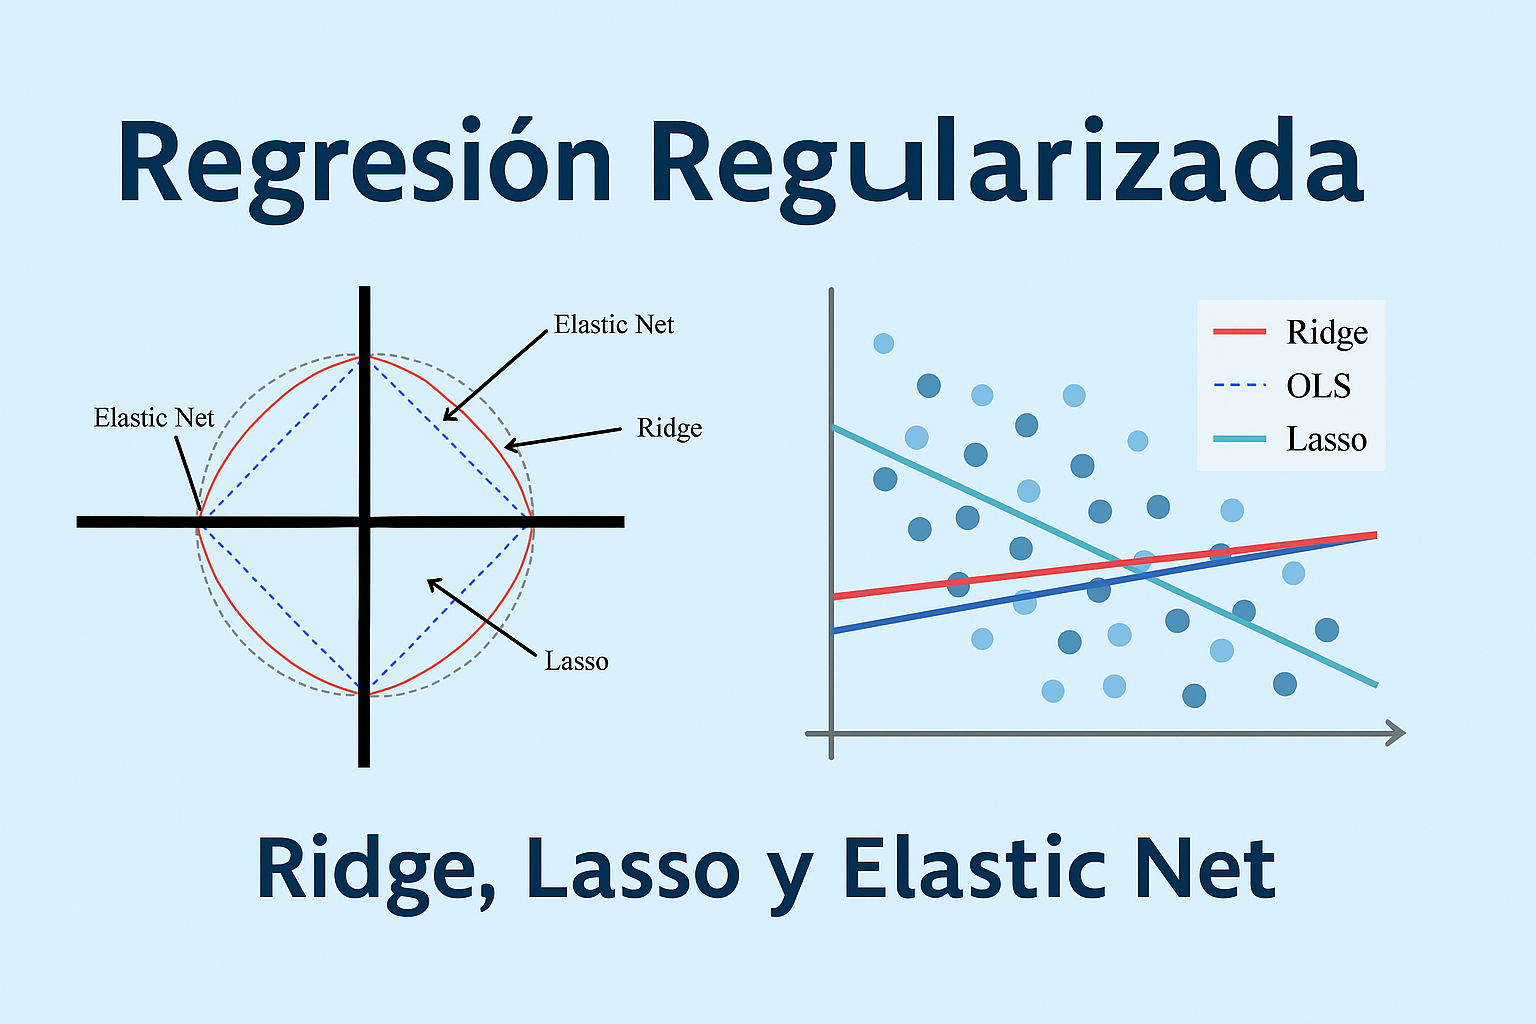 Regresión Regularizada
Elastic Net
Elastic Net
Ridge
Lasso
Ridge
OLS
Lasso
Ridge, Lasso y Elastic Net